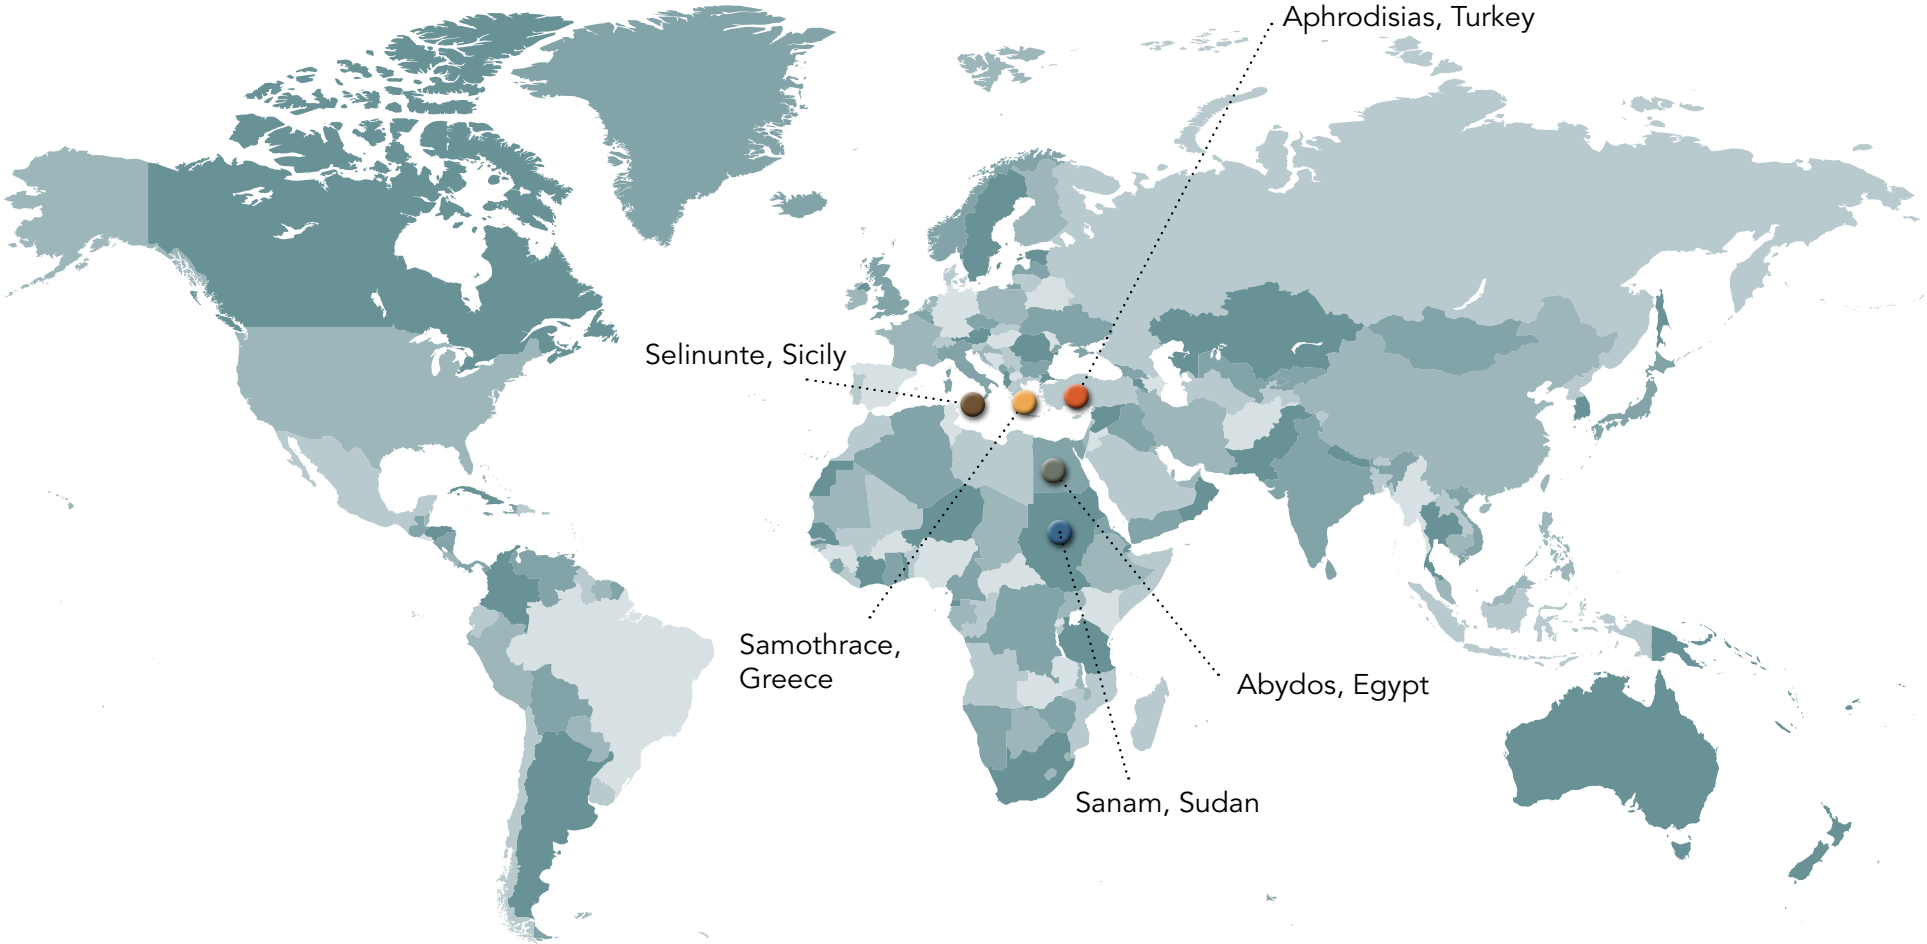 Aphrodisias, Turkey
Selinunte, Sicily
Samothrace,
Greece
Abydos, Egypt
Sanam, Sudan